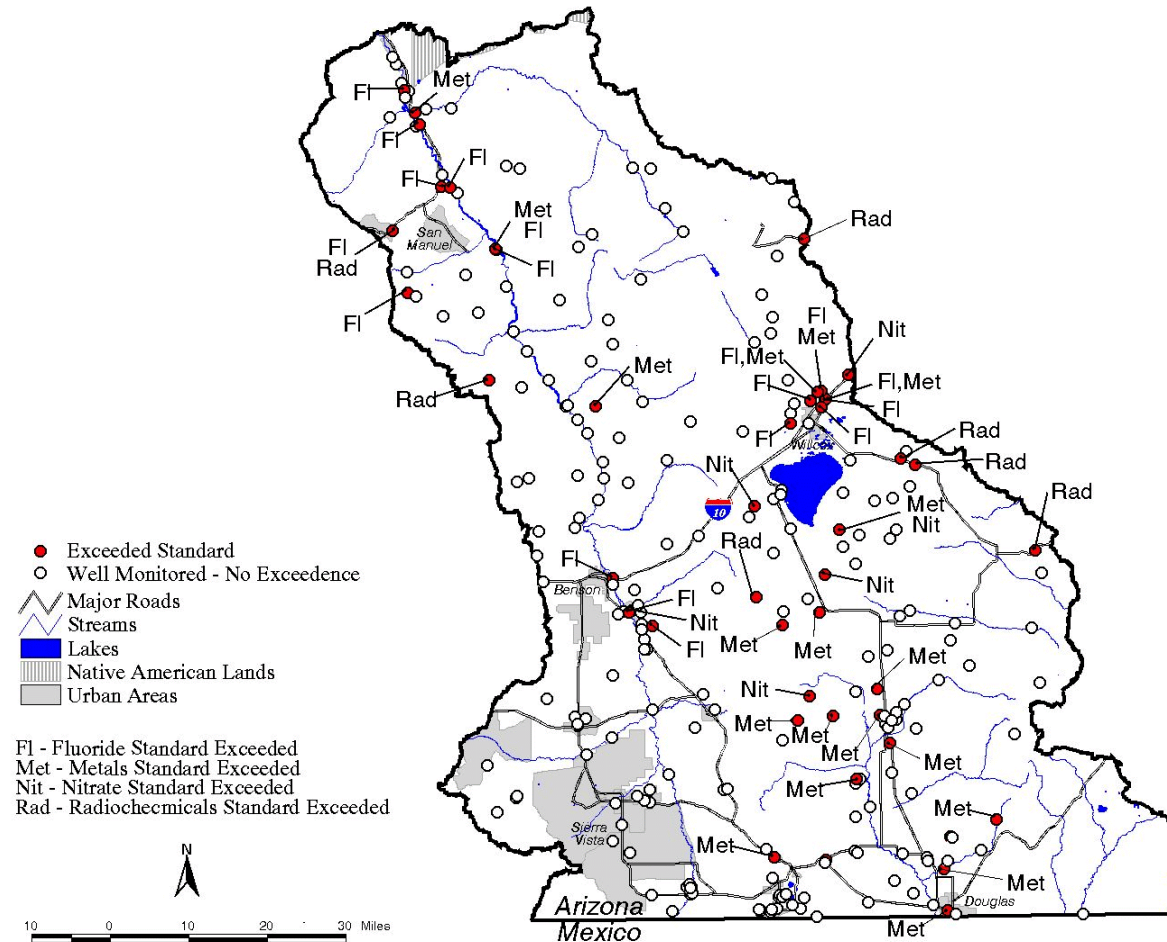 Met
Fl
Fl
Fl
Fl
Met
Fl
Fl
San
Manuel
Fl
Rad
Rad
Fl
Fl
Met
Nit
Fl,Met
Met
Fl,Met
Fl
Fl
Rad
Fl
Fl
Willcox
Rad
Nit
Rad
Met
Nit
Rad
10
Rad
Fl
Nit
Benson
Fl
Nit
Met
Met
Fl
Met
Nit
Met
Met
Met
Met
Met
Met
Sierra
Vista
Met
Met
Douglas
Met
Arizona
Mexico
Exceeded Standard
Well Monitored - No Exceedence
Major Roads
Streams
Lakes
Native American Lands
Urban Areas
Fl - Fluoride Standard Exceeded
Met - Metals Standard Exceeded
Nit - Nitrate Standard Exceeded
Rad - Radiochecmicals Standard Exceeded
N
10 0 10 20 30 Miles